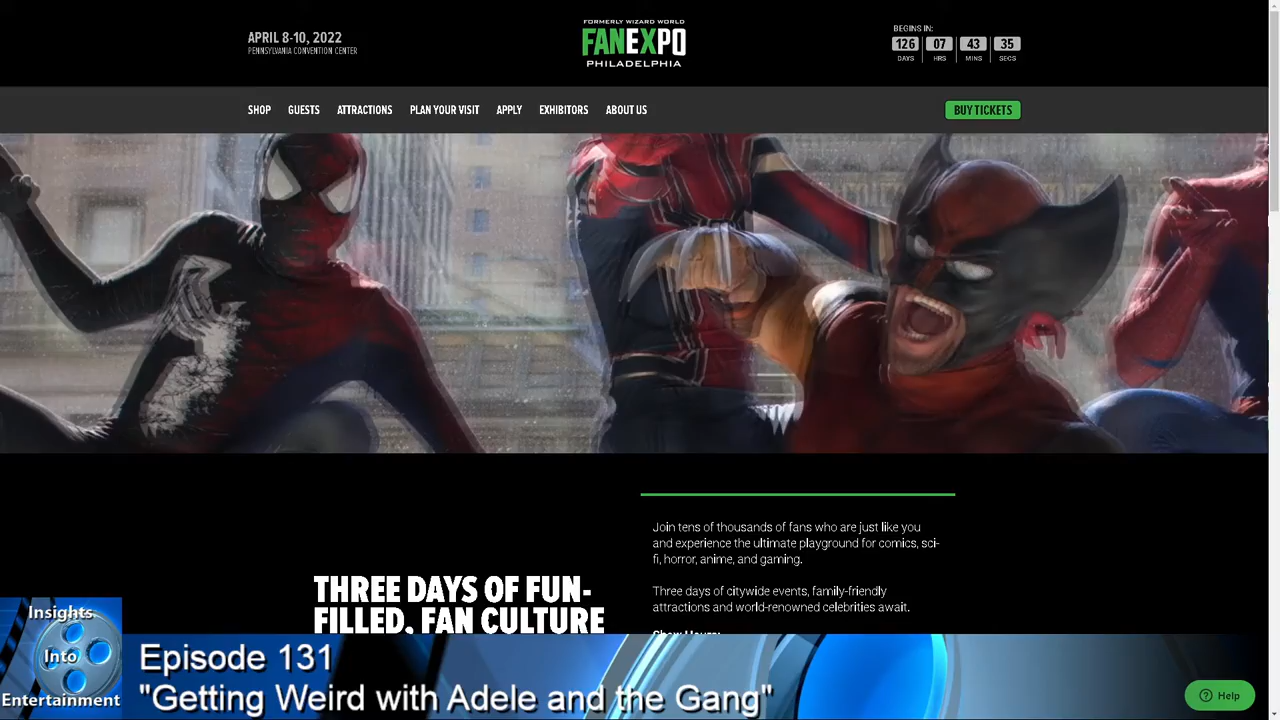 APRIL 8-10, 2022
PENNSYLVANIA CONVENTION CENTER
FORMERLY WIZARD WORLD
FANEXPO
PHILADELPHIA
BEGINS IN:
126 07 43 35
DAYS HRS MINS SECS
SHOP GUESTS ATTRACTIONS PLAN YOUR VISIT APPLY EXHIBITORS ABOUT US
BUY TICKETS
Join tens of thousands of fans who are just like you
and experience the ultimate playground for comics, sci-
fi, horror, anime, and gaming.
Three days of citywide events, family-friendly
attractions and world-renowned celebrities await.
THREE DAYS OF FUN-
FILLED, FAN CULTURE
Insights
Into
Entertainment
Episode 131
"Getting Weird with Adele and the Gang"
Help